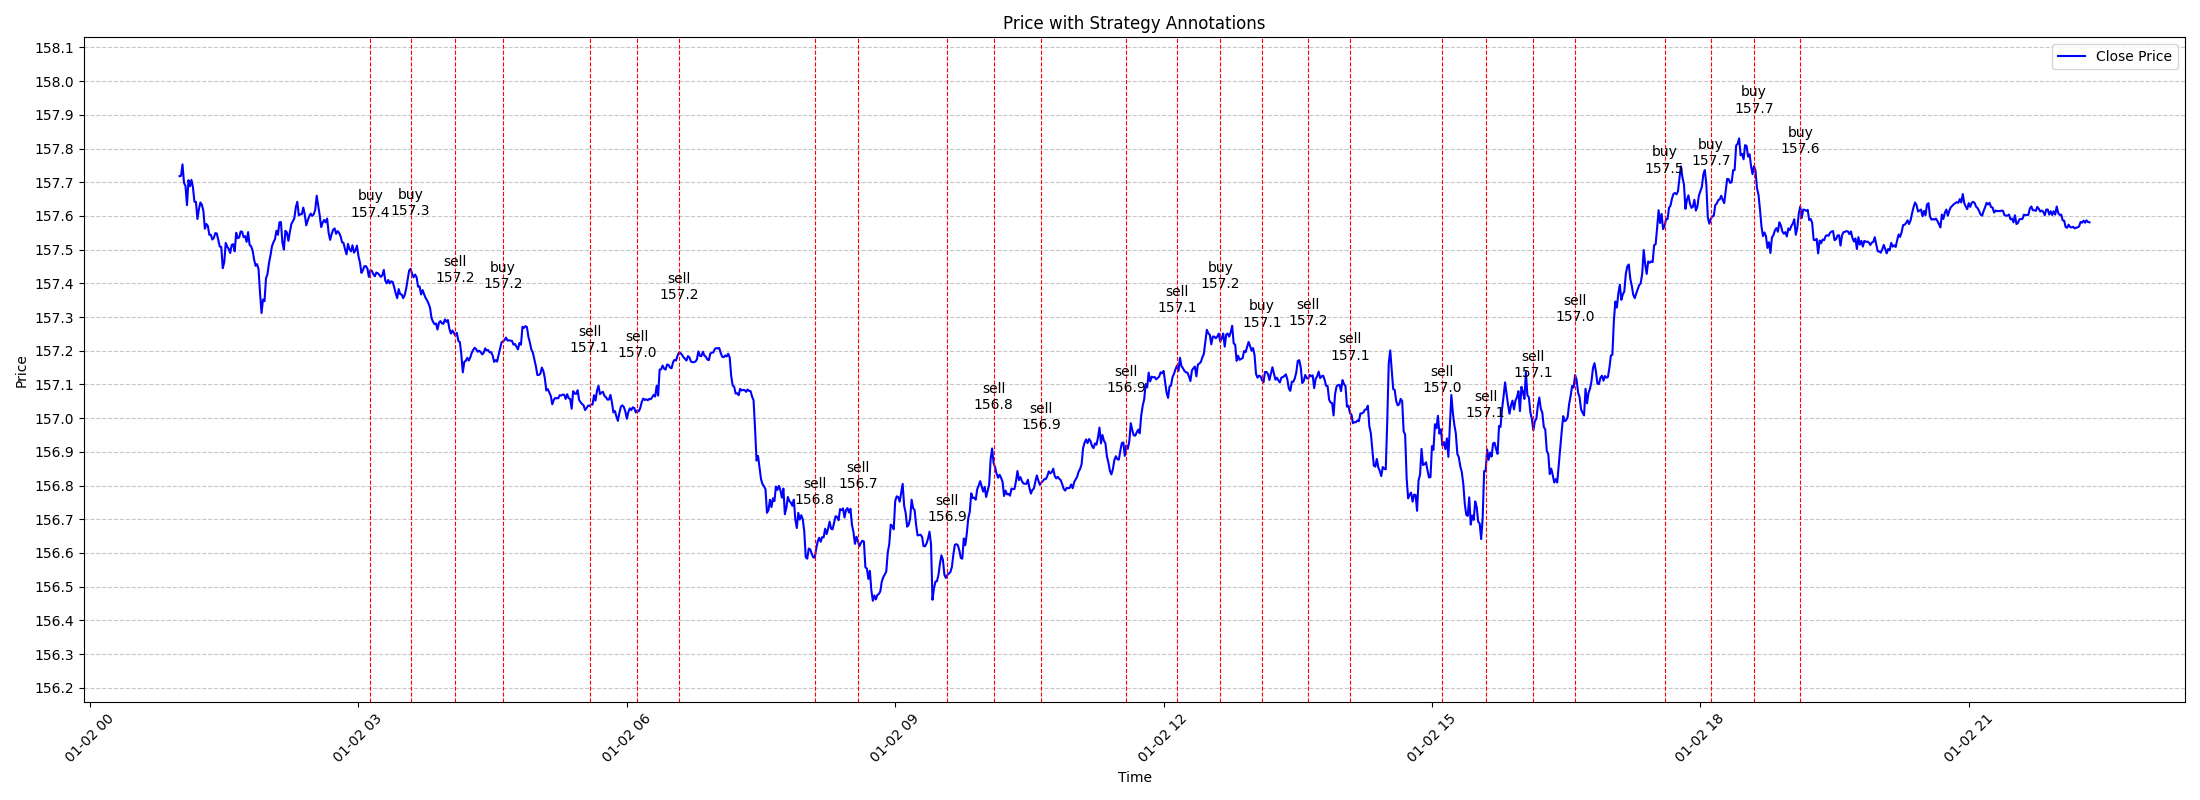 Price with Strategy Annotations
Close Price
Price
158.1
158.0
157.9
157.8
157.7
157.6
157.5
157.4
157.3
157.2
157.1
157.0
156.9
156.8
156.7
156.6
156.5
156.4
156.3
156.2
buy
157.4
buy
157.3
sell
157.2
buy
157.2
sell
157.1
sell
157.0
sell
157.2
sell
156.8
sell
156.7
sell
156.9
sell
156.8
sell
156.9
sell
156.9
sell
157.1
buy
157.2
buy
157.1
sell
157.2
sell
157.1
sell
157.0
sell
157.1
sell
157.1
sell
157.0
buy
157.5
buy
157.7
buy
157.7
buy
157.6
01-02 00
01-02 03
01-02 06
01-02 09
01-02 12
01-02 15
01-02 18
01-02 21
Time